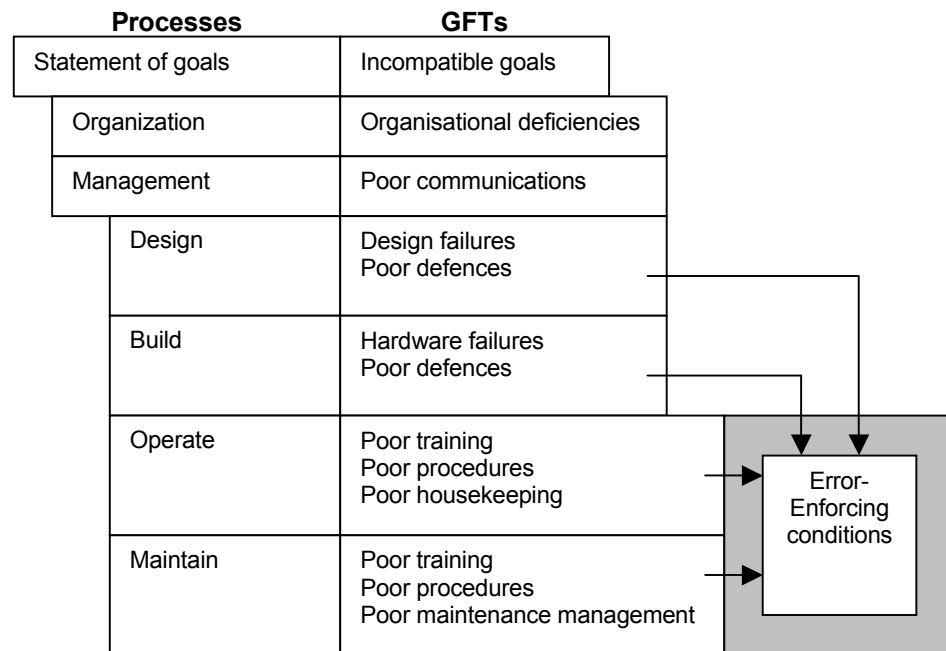 Processes GFTs
Statement of goals Incompatible goals
Organization Organisational deficiencies
Management Poor communications
Design Design failures
Poor defences
Build Hardware failures
Poor defences
Operate Poor training
Poor procedures
Poor housekeeping
Error-
Enforcing
conditions
Maintain Poor training
Poor procedures
Poor maintenance management